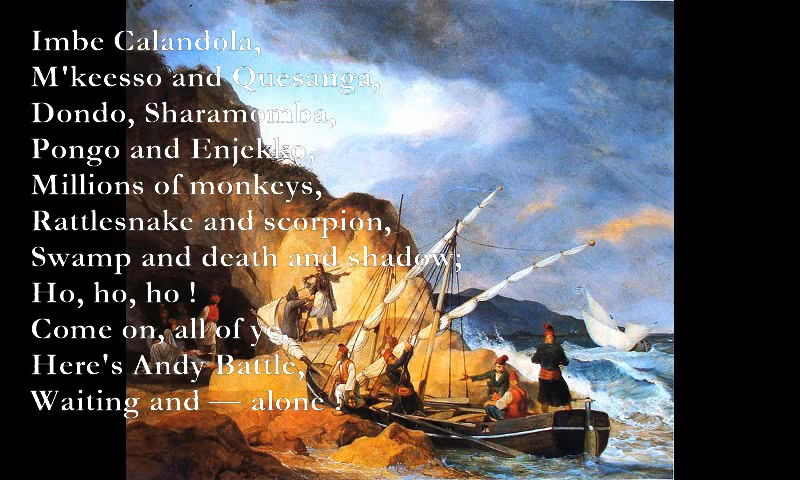 Imbe Calandola,
M'keesso and Quesanga,
Dondo, Sharamomba,
Pongo and Enjekko,
Millions of monkeys,
Rattlesnake and scorpion,
Swamp and death and shadow;
Ho, ho, ho !
Come on, all of ye,
Here's Andy Battle,
Waiting and — alone !